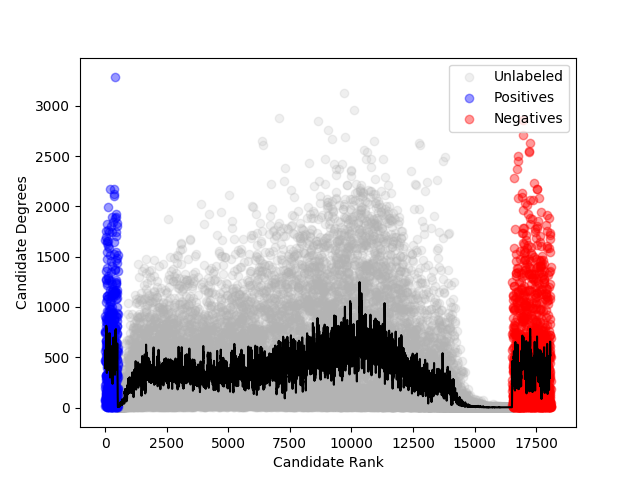 Unlabeled
Positives
Negatives
3000
2500
2000
1500
1000
500
0
Candidate Degrees
0 2500 5000 7500 10000 12500 15000 17500
Candidate Rank